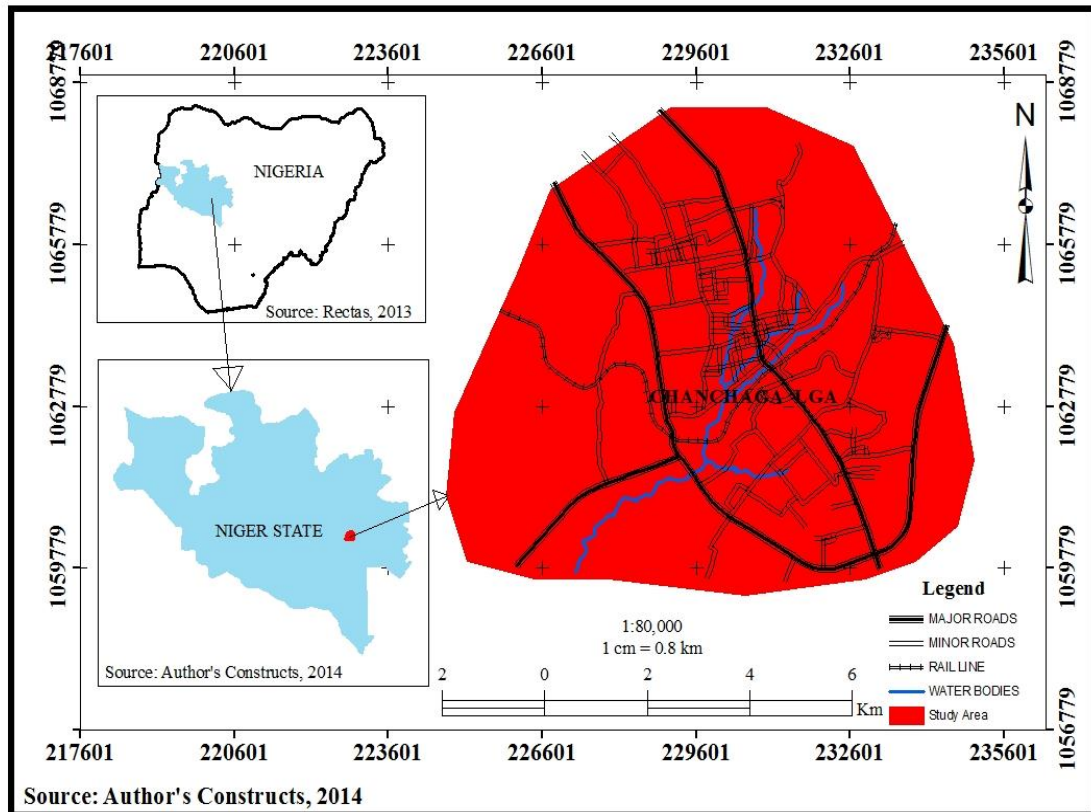 217601 220601 223601 226601 229601 232601 235601
1068779
1065779
1062779
1059779
1068779
1065779
1062779
1059779
1056779
NIGERIA
Source: Rectas, 2013
NIGER STATE
Source: Author's Constructs, 2014
N
CHANCHAGA_LGA
1:80,000
1 cm = 0.8 km
2 0 2 4 6
Km
Legend
MAJOR ROADS
MINOR ROADS
RAIL LINE
WATER BODIES
Study Area
217601 220601 223601 226601 229601 232601 235601
Source: Author's Constructs, 2014